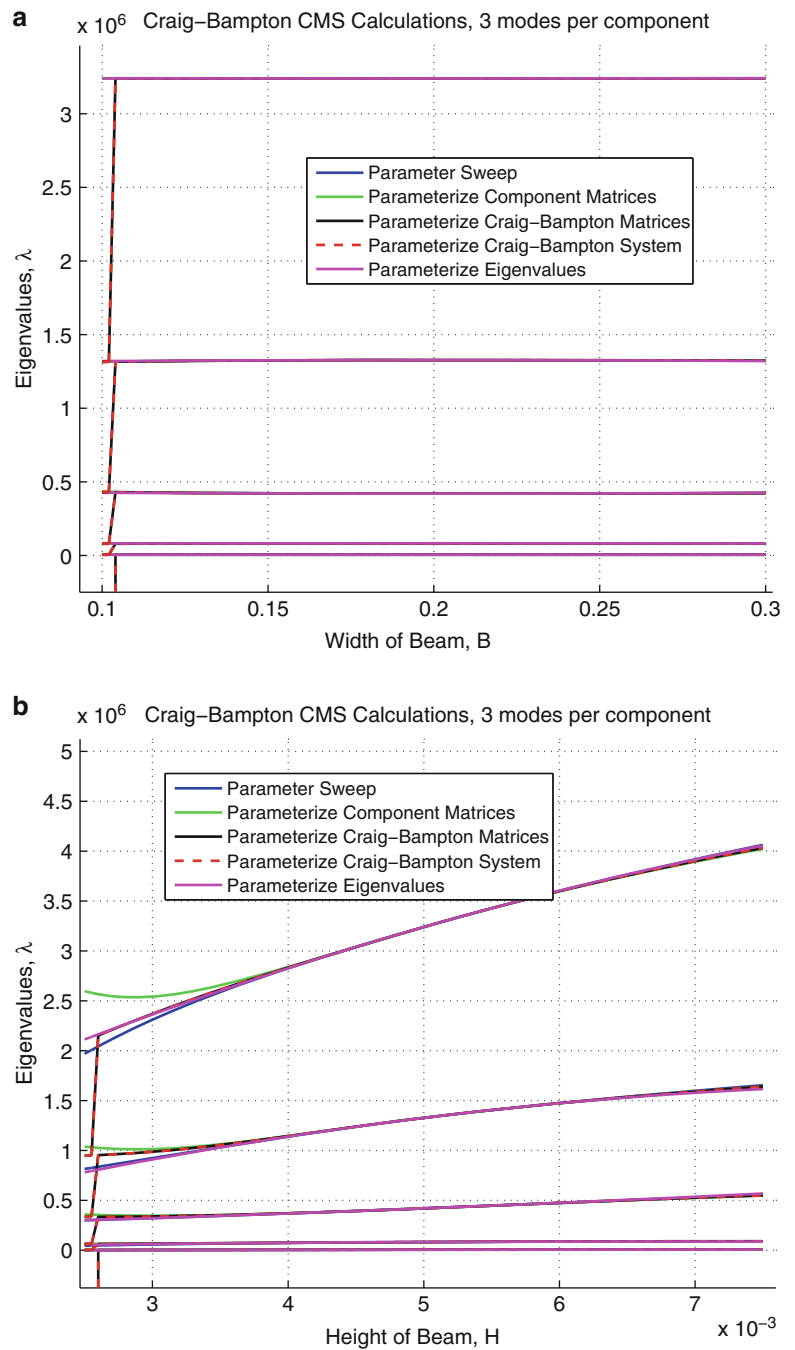 a
x 10⁶ Craig–Bampton CMS Calculations, 3 modes per component
3
2.5
2
1.5
1
0.5
0
Eigenvalues, λ
Parameter Sweep
Parameterize Component Matrices
Parameterize Craig–Bampton Matrices
Parameterize Craig–Bampton System
Parameterize Eigenvalues
0.1 0.15 0.2 0.25 0.3
Width of Beam, B
b
x 10⁶ Craig–Bampton CMS Calculations, 3 modes per component
5
4.5
4
3.5
3
2.5
2
1.5
1
0.5
0
Eigenvalues, λ
Parameter Sweep
Parameterize Component Matrices
Parameterize Craig–Bampton Matrices
Parameterize Craig–Bampton System
Parameterize Eigenvalues
3 4 5 6 7
x 10⁻³
Height of Beam, H